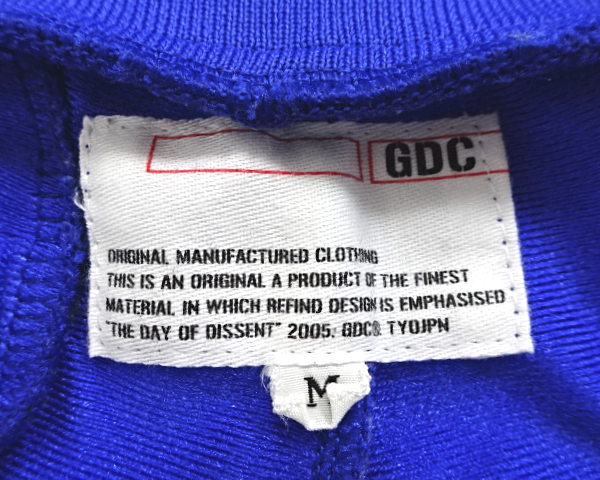 GDC
ORIGINAL MANUFACTURED CLOTHING
THIS IS AN ORIGINAL A PRODUCT OF THE FINEST
MATERIAL IN WHICH REFIND DESIGN IS EMPHASISED
"THE DAY OF DISSENT" 2005. GDC® TYOJPN
M